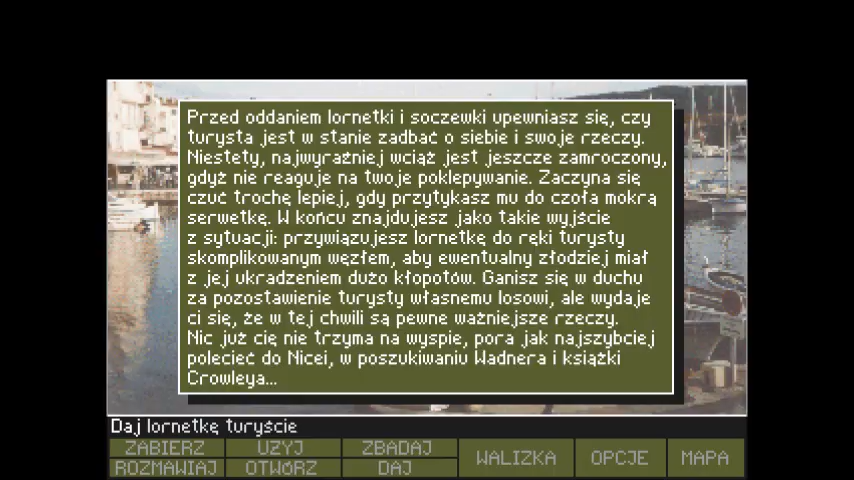 Przed oddaniem lornetki i soczewki upewniasz się, czy
turysta jest w stanie zadbać o siebie i swoje rzeczy.
Niestety, najwyraźniej wciąż jest jeszcze zamroczony,
gdyż nie reaguje na twoje poklepywanie. Zaczyna się
czuć trochę lepiej, gdy przytykasz mu do czoła mokrą
serwetkę. W końcu znajdujesz jako takie wyjście
z sytuacji: przywiązujesz lornetkę do ręki turysty
skomplikowanym węzłem, aby ewentualny złodziej miał
z jej ukradzeniem dużo kłopotów. Ganisz się w duchu
za pozostawienie turysty własnemu losowi, ale wydaje
ci się, że w tej chwili są pewne ważniejsze rzeczy.
Nic już cię nie trzyma na wyspie, pora jak najszybciej
polecieć do Nicei, w poszukiwaniu Wadnera i książki
Crowleya...
Daj lornetkę turyście
ZABIERZ UŻYJ ZBADAJ
ROZMAWIAJ OTWÓRZ DAJ
WALIZKA OPCJE MAPA